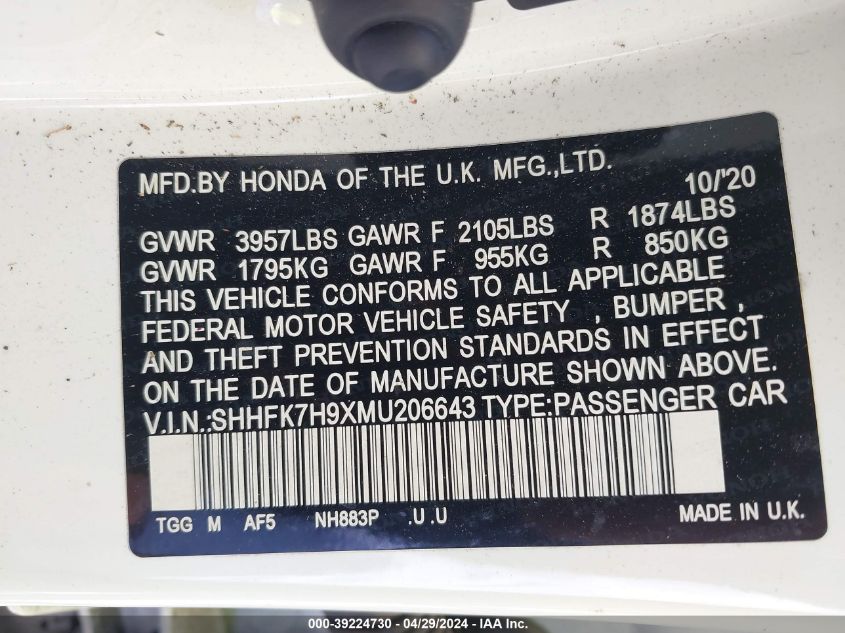 MFD.BY HONDA OF THE U.K. MFG.,LTD. 10/'20
GVWR 3957LBS GAWR F 2105LBS R 1874LBS
GVWR 1795KG GAWR F 955KG R 850KG
THIS VEHICLE CONFORMS TO ALL APPLICABLE
FEDERAL MOTOR VEHICLE SAFETY , BUMPER ,
AND THEFT PREVENTION STANDARDS IN EFFECT
ON THE DATE OF MANUFACTURE SHOWN ABOVE.
V.I.N.:SHHFK7H9XMU206643 TYPE:PASSENGER CAR
TGG M AF5 NH883P .U .U MADE IN U.K.
000-39224730 - 04/29/2024 - IAA Inc.